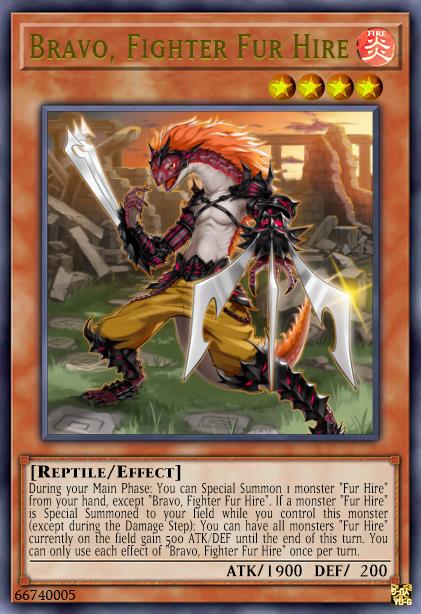 Bravo, Fighter Fur Hire
FIRE
炎
[Reptile/Effect]
During your Main Phase: You can Special Summon 1 monster "Fur Hire"
from your hand, except "Bravo, Fighter Fur Hire". If a monster "Fur Hire"
is Special Summoned to your field while you control this monster
(except during the Damage Step): You can have all monsters "Fur Hire"
currently on the field gain 500 ATK/DEF until the end of this turn. You
can only use each effect of "Bravo, Fighter Fur Hire" once per turn.
ATK/1900 DEF/ 200
66740005